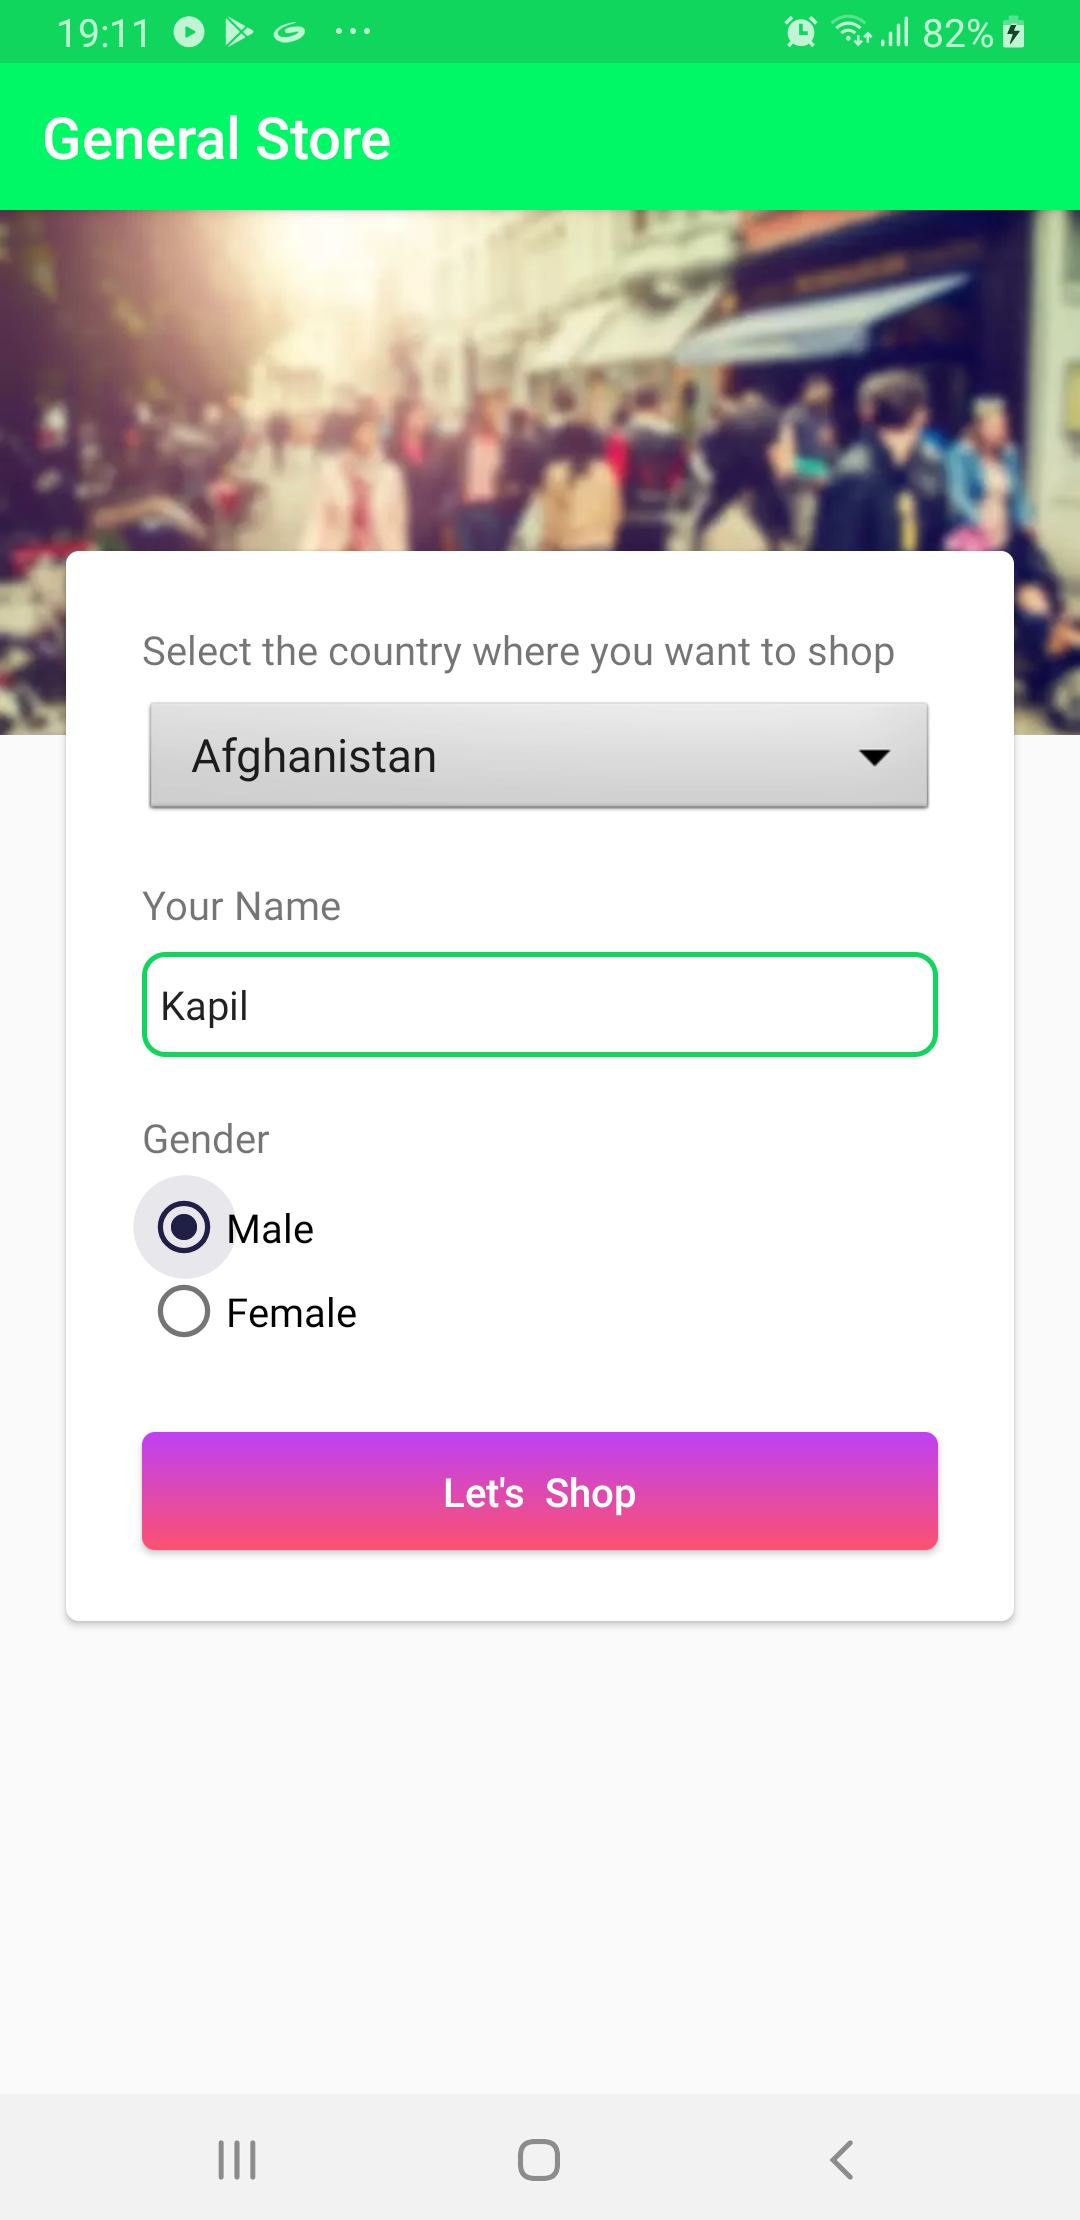 19:11
82%
General Store
Select the country where you want to shop
Afghanistan
Your Name
Kapil
Gender
Male
Female
Let's  Shop